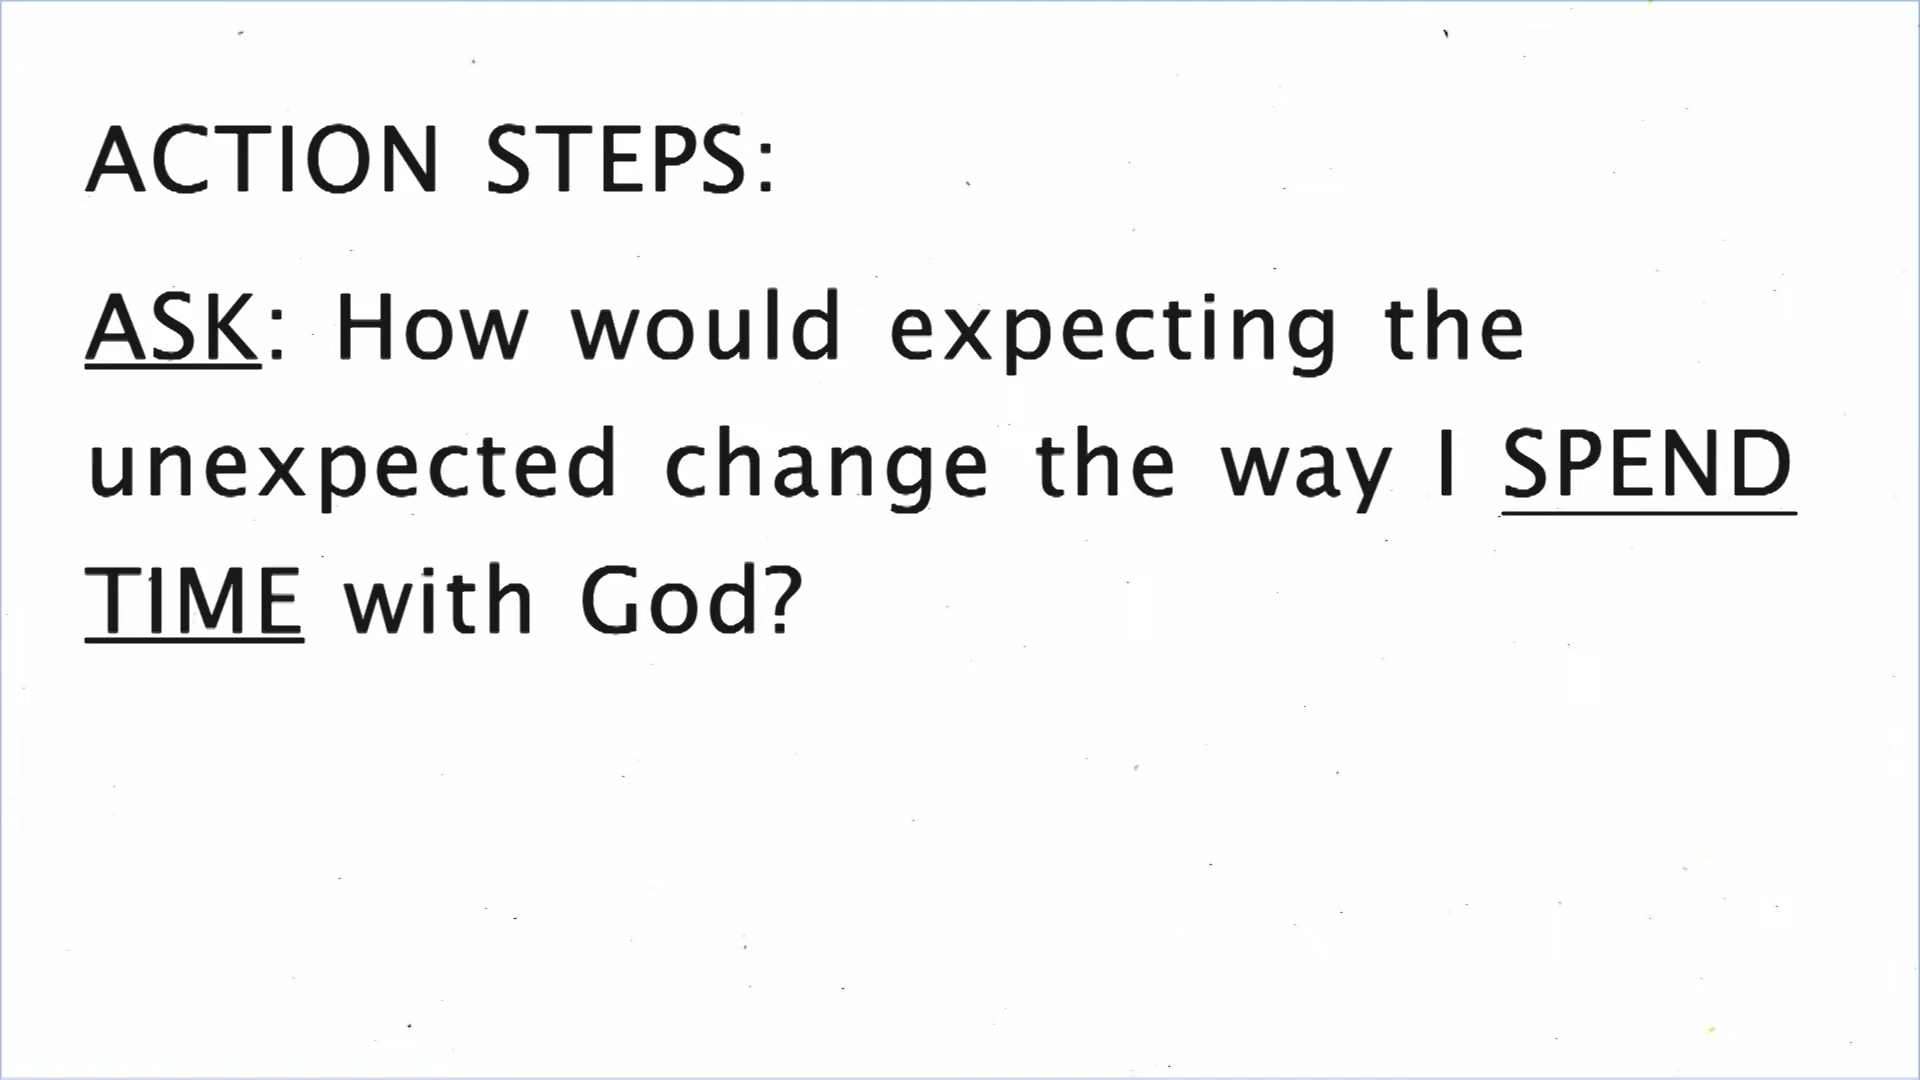 ACTION STEPS:
ASK: How would expecting the
unexpected change the way I SPEND
TIME with God?